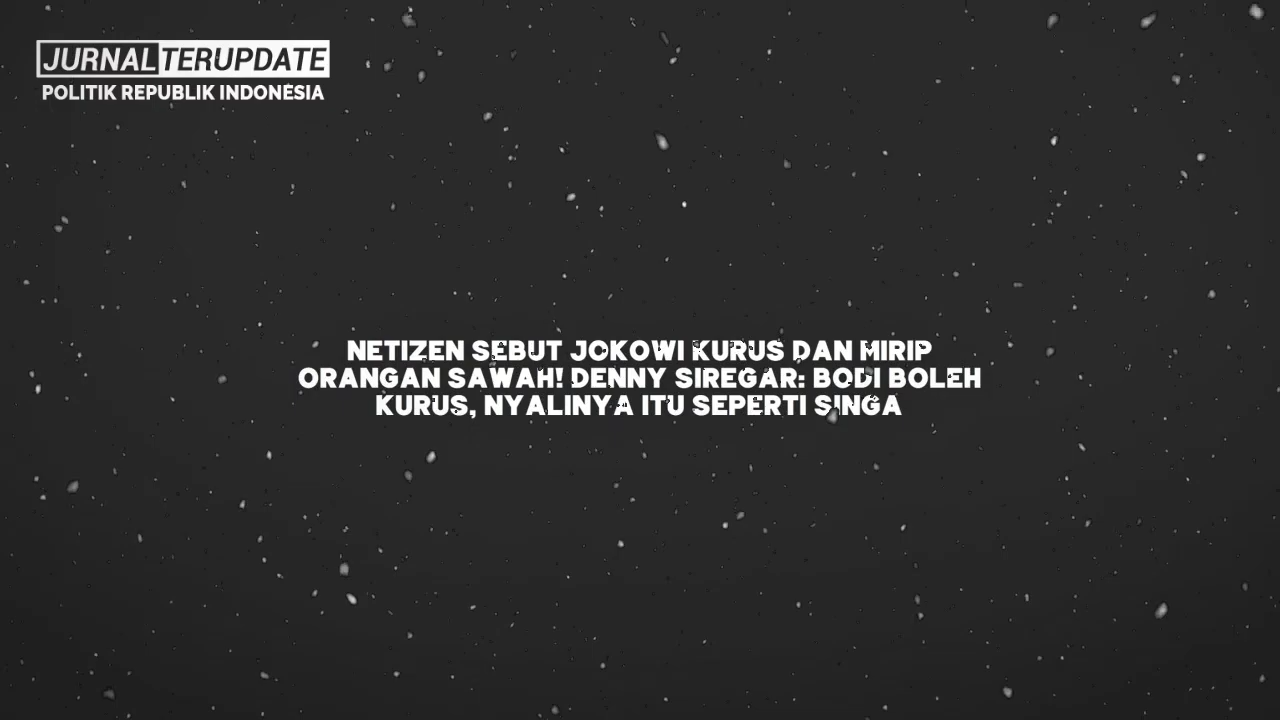 JURNALTERUPDATE
POLITIK REPUBLIK INDONESIA
NETIZEN SEBUT JOKOWI KURUS DAN MIRIP
ORANGAN SAWAH! DENNY SIREGAR: BODI BOLEH
KURUS, NYALINYA ITU SEPERTI SINGA